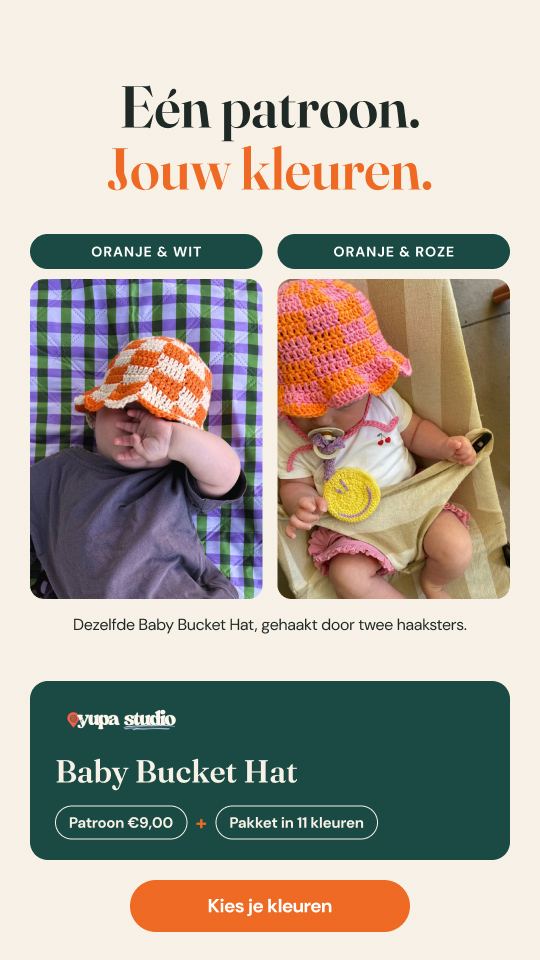 Eén patroon.
Jouw kleuren.
ORANJE & WIT
ORANJE & ROZE
Dezelfde Baby Bucket Hat, gehaakt door twee haaksters.
yupa studio
Baby Bucket Hat
Patroon €9,00 + Pakket in 11 kleuren
Kies je kleuren